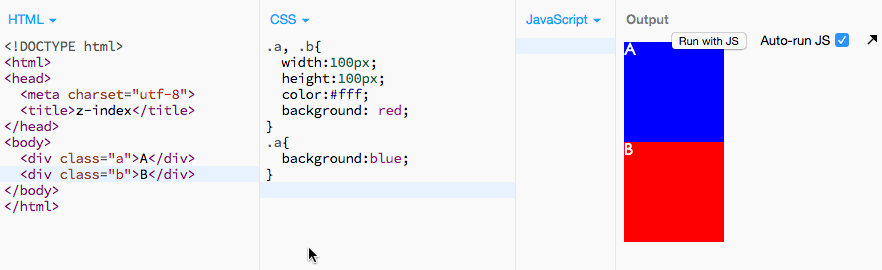 HTML
<!DOCTYPE html>
<html>
<head>
  <meta charset="utf-8">
  <title>z-index</title>
</head>
<body>
  <div class="a">A</div>
  <div class="b">B</div>
</body>
</html>
CSS
.a, .b{
  width:100px;
  height:100px;
  color:#fff;
  background: red;
}
.a{
  background:blue;
}
JavaScript
Output
Run with JS
Auto-run JS
A
B